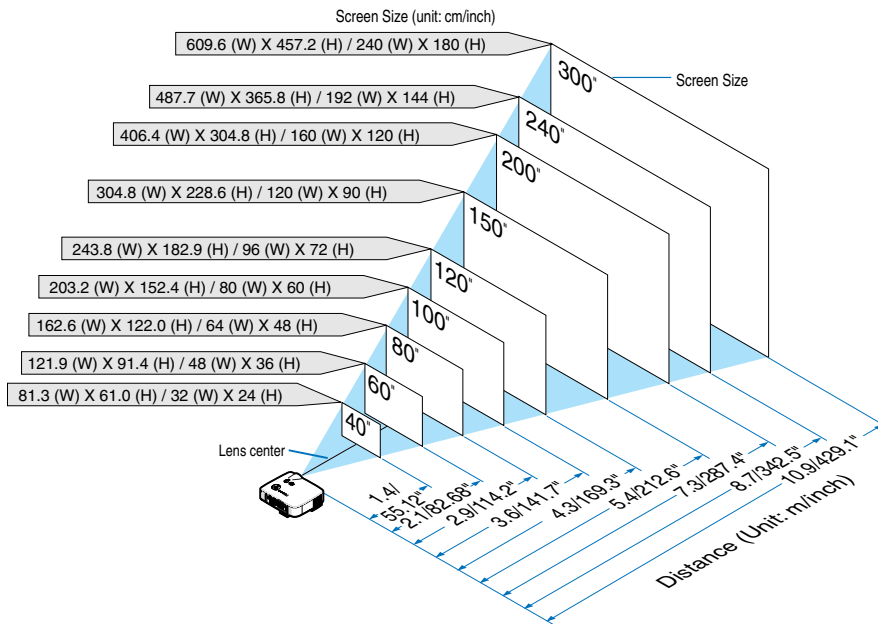 Screen Size (unit: cm/inch)
609.6 (W) X 457.2 (H) / 240 (W) X 180 (H)
300"
Screen Size
487.7 (W) X 365.8 (H) / 192 (W) X 144 (H)
240"
406.4 (W) X 304.8 (H) / 160 (W) X 120 (H)
200"
304.8 (W) X 228.6 (H) / 120 (W) X 90 (H)
150"
243.8 (W) X 182.9 (H) / 96 (W) X 72 (H)
120"
203.2 (W) X 152.4 (H) / 80 (W) X 60 (H)
100"
162.6 (W) X 122.0 (H) / 64 (W) X 48 (H)
80"
121.9 (W) X 91.4 (H) / 48 (W) X 36 (H)
60"
81.3 (W) X 61.0 (H) / 32 (W) X 24 (H)
40"
Lens center
1.4/
55.12"
2.1/82.68"
2.9/114.2"
3.6/141.7"
4.3/169.3"
5.4/212.6"
7.3/287.4"
8.7/342.5"
10.9/429.1"
Distance (Unit: m/inch)